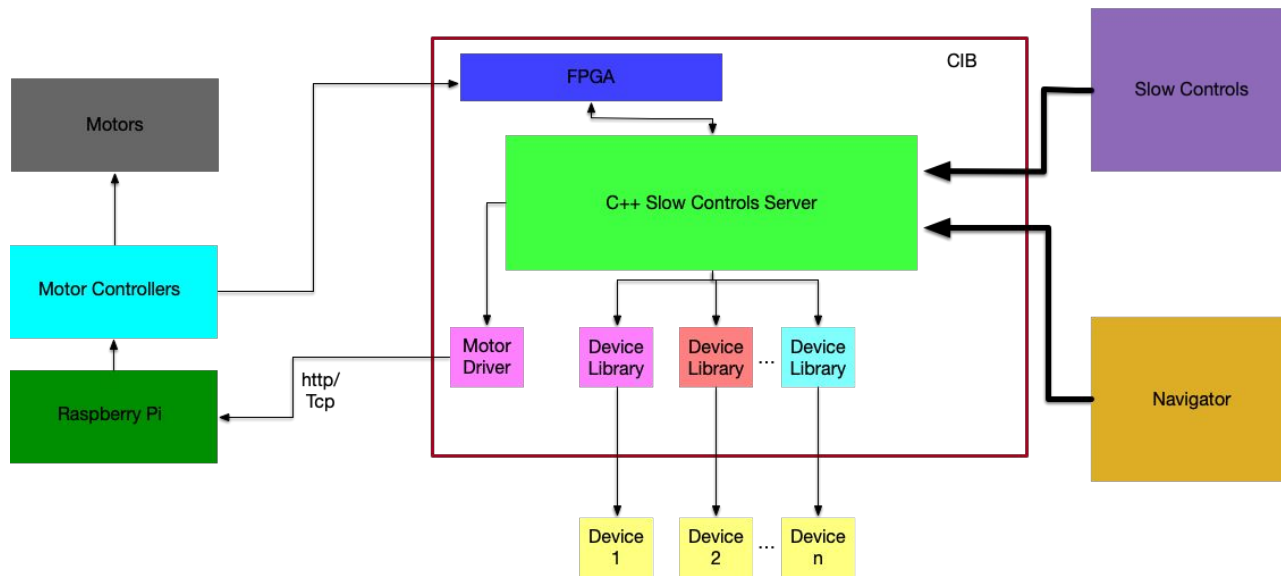 CIB
FPGA
Slow Controls
Motors
C++ Slow Controls Server
Motor Controllers
Motor
Driver
Device
Library
Device
Library
...
Device
Library
http/
Tcp
Raspberry Pi
Navigator
Device
1
Device
2
...
Device
n